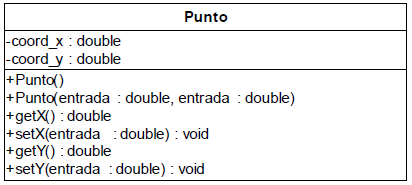 Punto
-coord_x : double
-coord_y : double
+Punto()
+Punto(entrada : double, entrada : double)
+getX() : double
+setX(entrada : double) : void
+getY() : double
+setY(entrada : double) : void